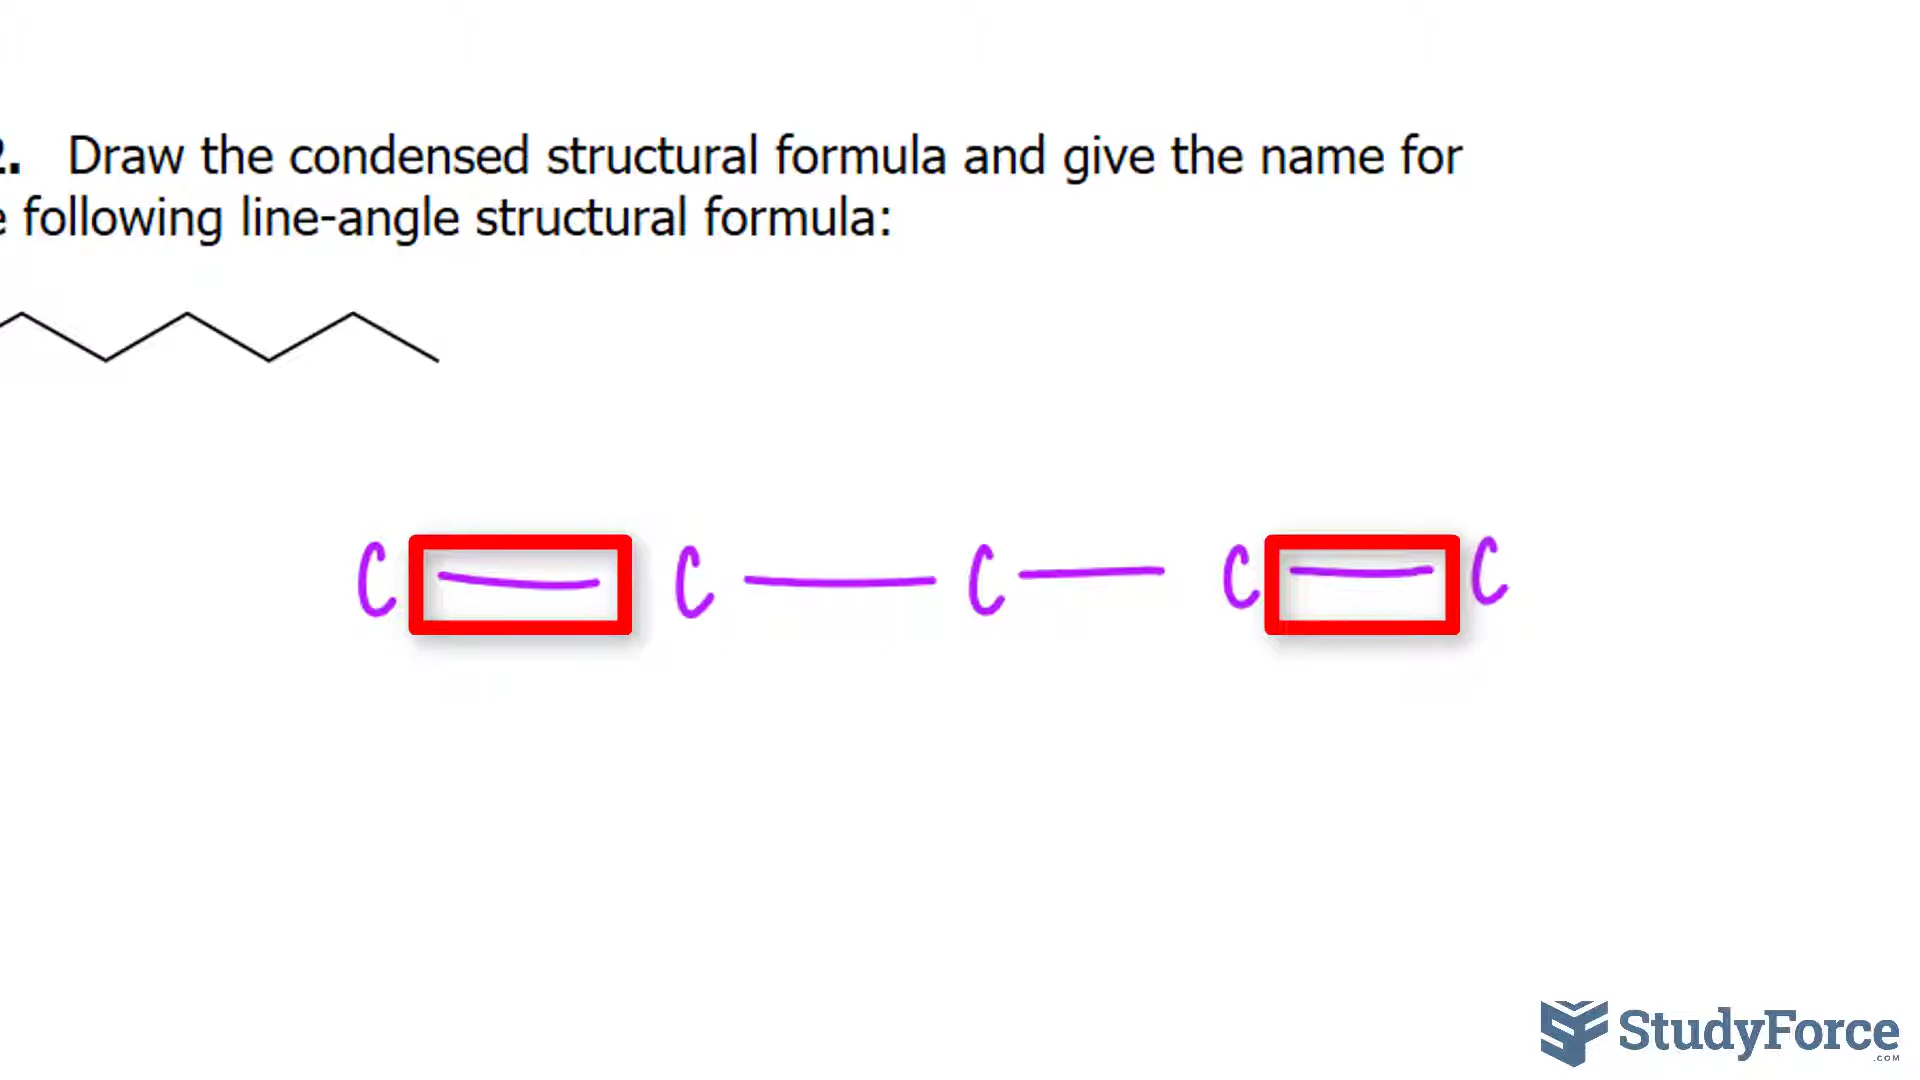 2. Draw the condensed structural formula and give the name for
e following line-angle structural formula:
C — C — C — C — C
StudyForce
.COM